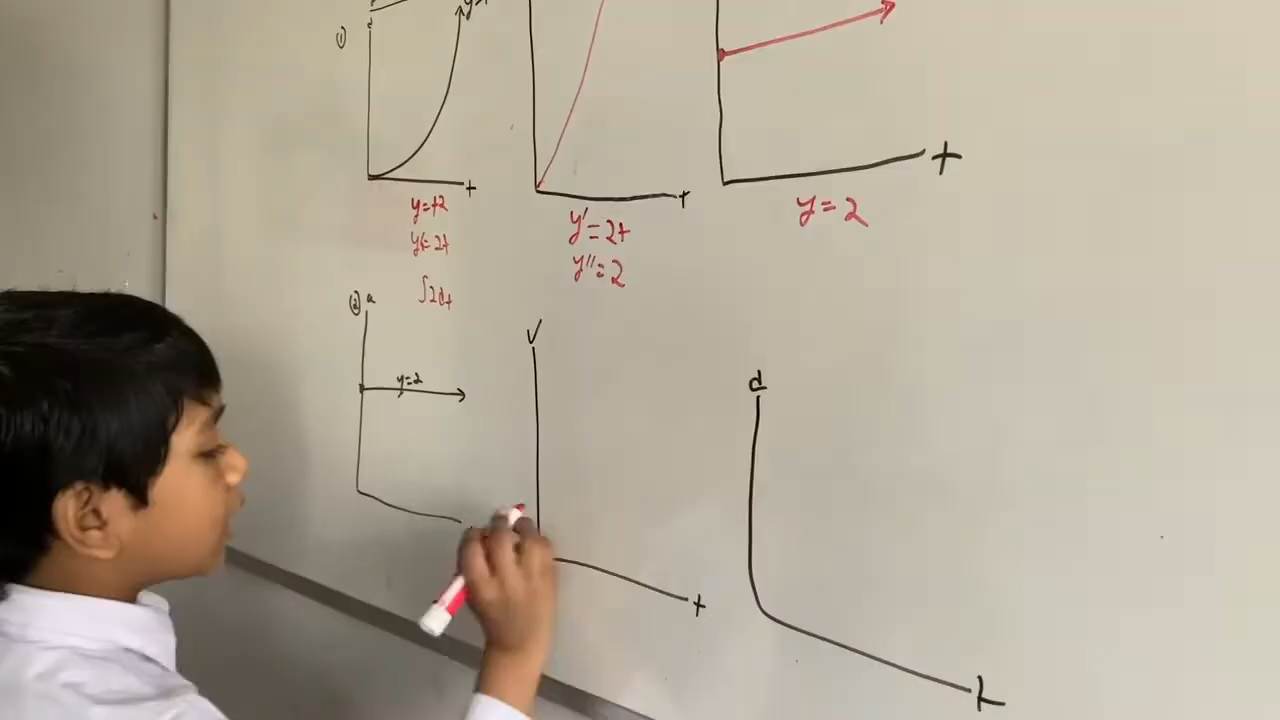 ①
d
t
y=t2
y'=2t
∫2dt
t
y'=2t
y''=2
t
y=2
② a
y=2
V
t
d
t